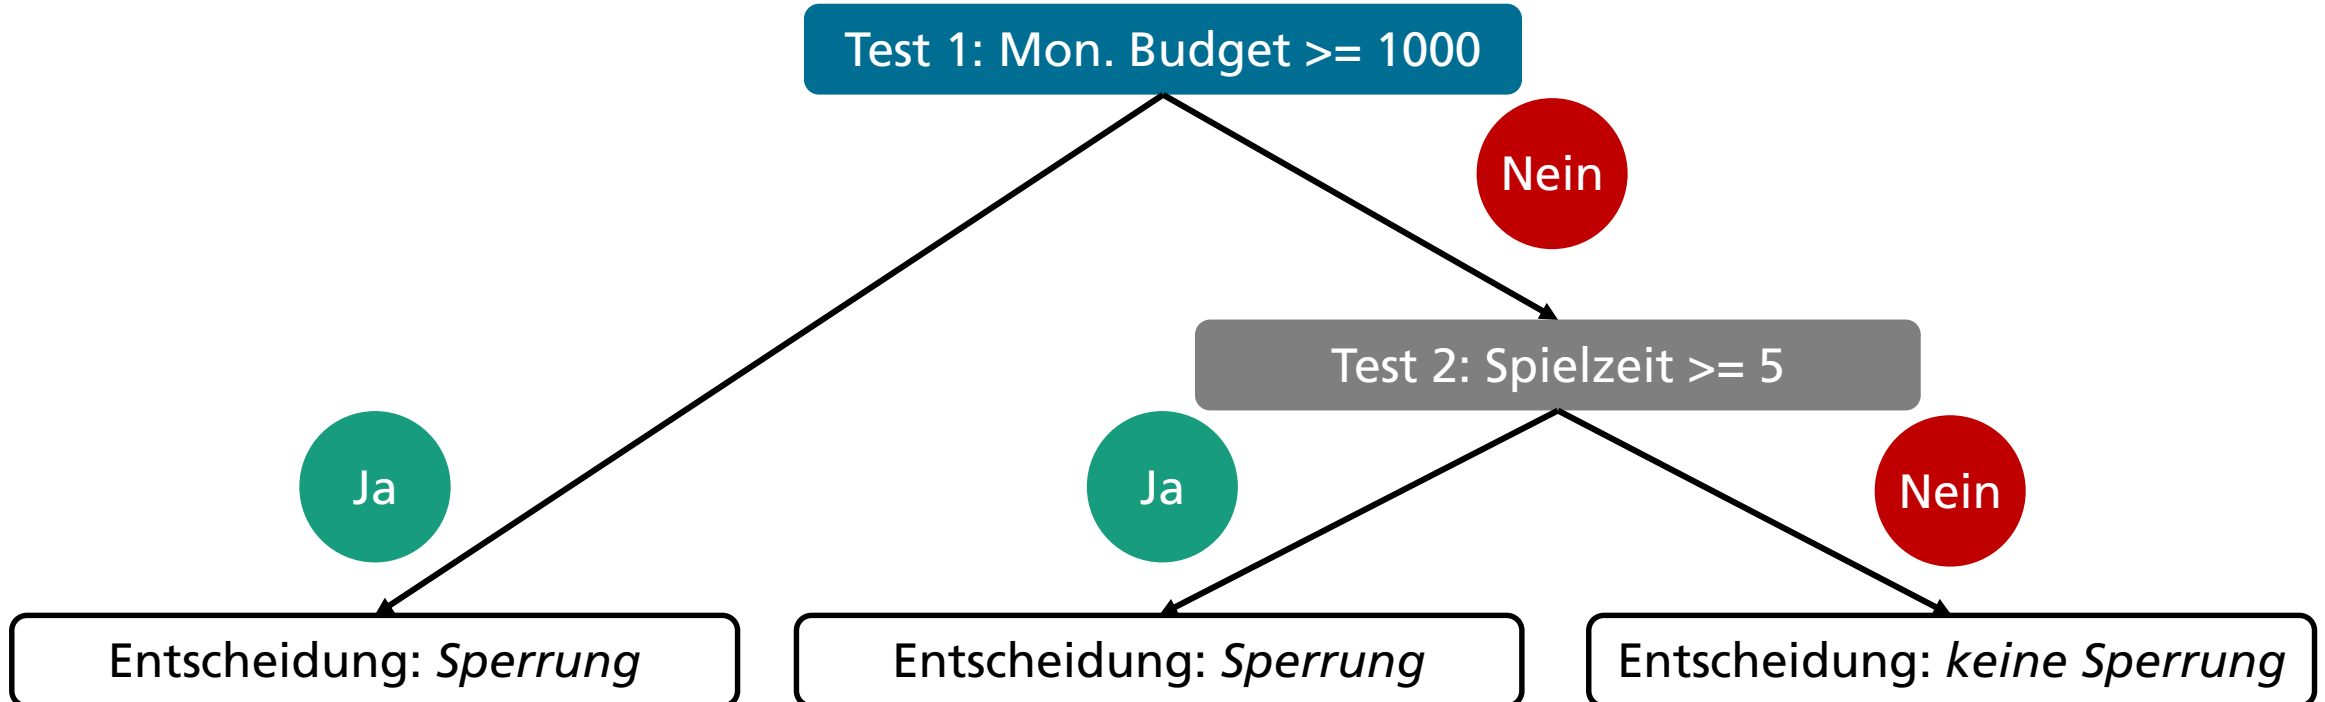 Test 1: Mon. Budget >= 1000
Nein
Test 2: Spielzeit >= 5
Ja
Ja
Nein
Entscheidung: Sperrung
Entscheidung: Sperrung
Entscheidung: keine Sperrung